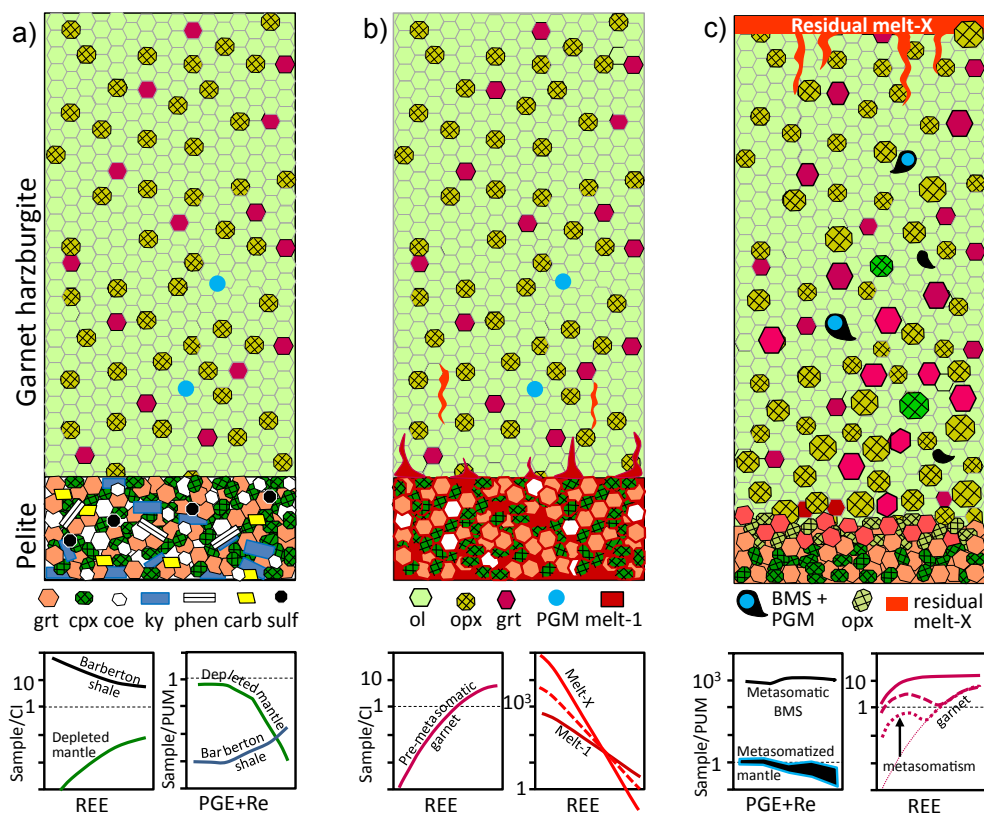 a)
b)
c)
Residual melt-X
Garnet harzburgite
Pelite
grt cpx coe ky phen carb sulf
ol opx grt PGM melt-1
BMS + PGM
opx
residual melt-X
10
1
Sample/CI
Barberton shale
Depleted mantle
REE
1
Sample/PUM
Depleted mantle
Barberton shale
PGE+Re
10
1
Sample/CI
Pre-metasomatic garnet
REE
10³
1
Melt-X
Melt-1
REE
10³
1
Sample/PUM
Metasomatic BMS
Metasomatized mantle
PGE+Re
10
1
garnet
metasomatism
REE